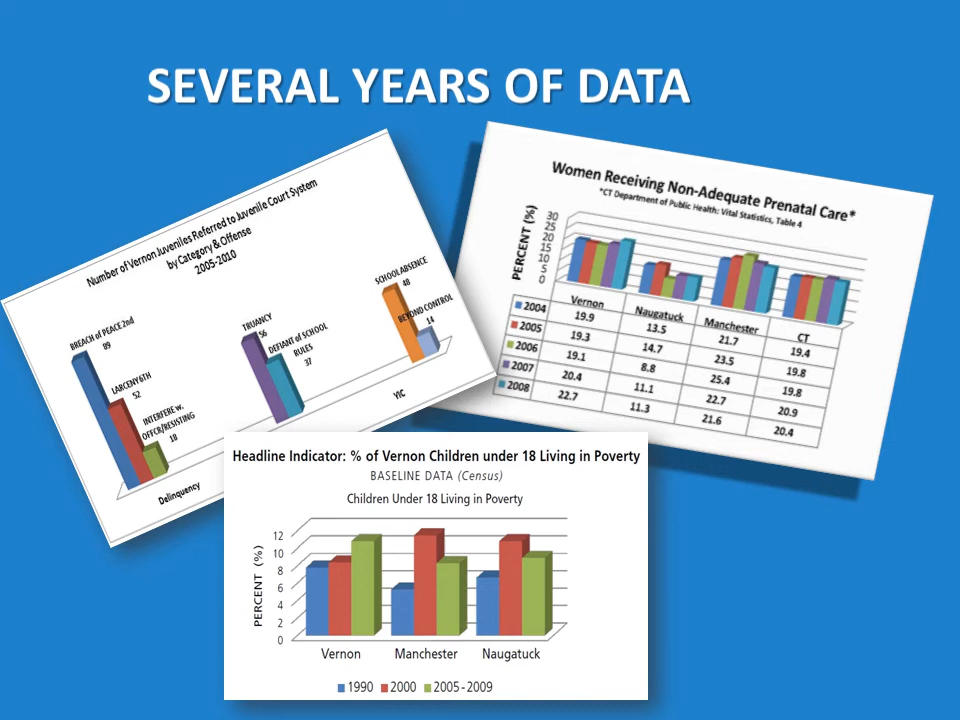 SEVERAL YEARS OF DATA
Number of Vernon Juveniles Referred to Juvenile Court System
by Category & Offense
2005-2010
BREACH of PEACE 2nd
89
LARCENY 6TH
52
INTERFERE w.
OFFCR/RESISTING
18
TRUANCY
56
DEFIANT of SCHOOL
RULES
37
SCHOOL ABSENCE
48
BEYOND CONTROL
14
Delinquency
YIC
Women Receiving Non-Adequate Prenatal Care*
*CT Department of Public Health: Vital Statistics, Table 4
PERCENT (%)
30
25
20
15
10
5
0
Vernon Naugatuck Manchester CT
2004 19.9 13.5 21.7 19.4
2005 19.3 14.7 23.5 19.8
2006 19.1 8.8 25.4 19.8
2007 20.4 11.1 22.7 20.9
2008 22.7 11.3 21.6 20.4
Headline Indicator: % of Vernon Children under 18 Living in Poverty
BASELINE DATA (Census)
Children Under 18 Living in Poverty
PERCENT (%)
12
10
8
6
4
2
0
Vernon Manchester Naugatuck
1990 2000 2005-2009